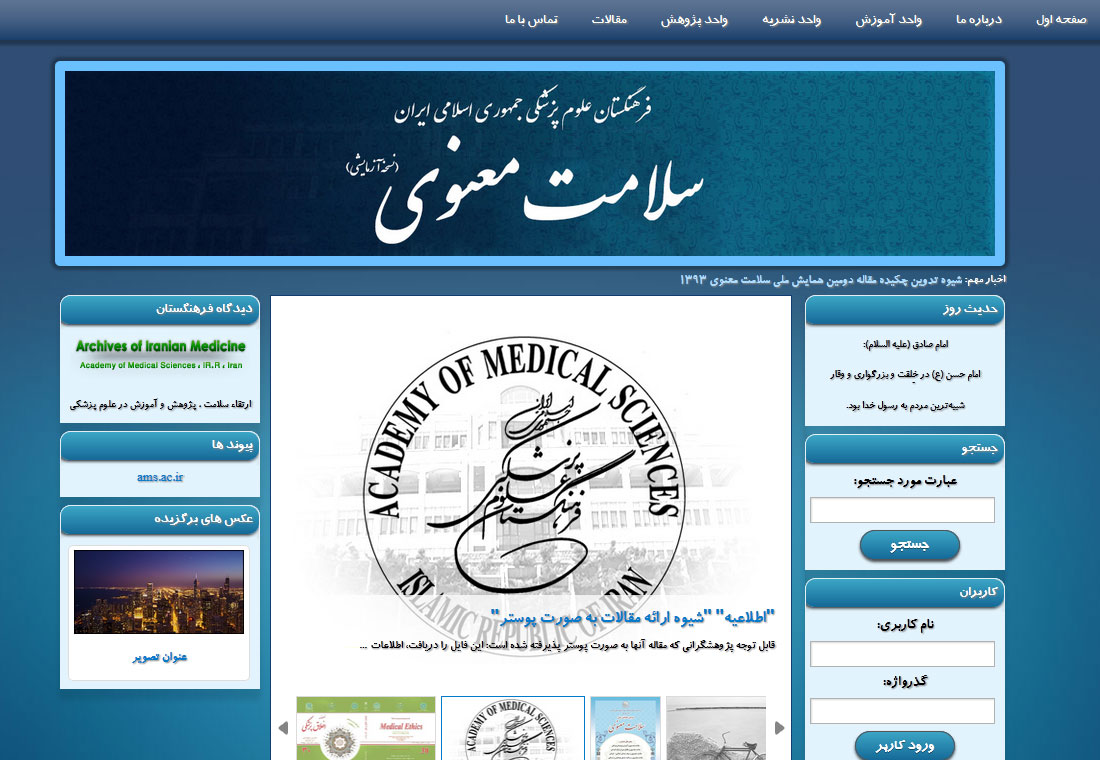 صفحه اول
درباره ما
واحد آموزش
واحد نشریه
واحد پژوهش
مقالات
تماس با ما
فرهنگستان علوم پزشکی جمهوری اسلامی ایران
سلامت معنوی
(نسخه آزمایشی)
اخبار مهم: شیوه تدوین چکیده مقاله دومین همایش ملی سلامت معنوی ۱۳۹۳
حدیث روز
امام صادق (علیه السلام):
امام حسن (ع) در خِلقت و بزرگواری و وقار
شبیه‌ترین مردم به رسول خدا بود.
جستجو
عبارت مورد جستجو:
جستجو
کاربران
نام کاربری:
گذرواژه:
ورود کاربر
ACADEMY OF MEDICAL SCIENCES
جمهوری اسلامی ایران
فرهنگستان علوم پزشکی
ISLAMIC REPUBLIC OF IRAN
"اطلاعیه" "شیوه ارائه مقالات به صورت پوستر"
قابل توجه پژوهشگرانی که مقاله آنها به صورت پوستر پذیرفته شده است: این فایل را دریافت، اطلاعات ...
سلامت معنوی
ACADEMY OF MEDICAL SCIENCES
Medical Ethics
اخلاق پزشکی
دیدگاه فرهنگستان
Archives of Iranian Medicine
Academy of Medical Sciences ، IR.R ، Iran
ارتقاء سلامت ، پژوهش و آموزش در علوم پزشکی
پیوند ها
ams.ac.ir
عکس های برگزیده
عنوان تصویر